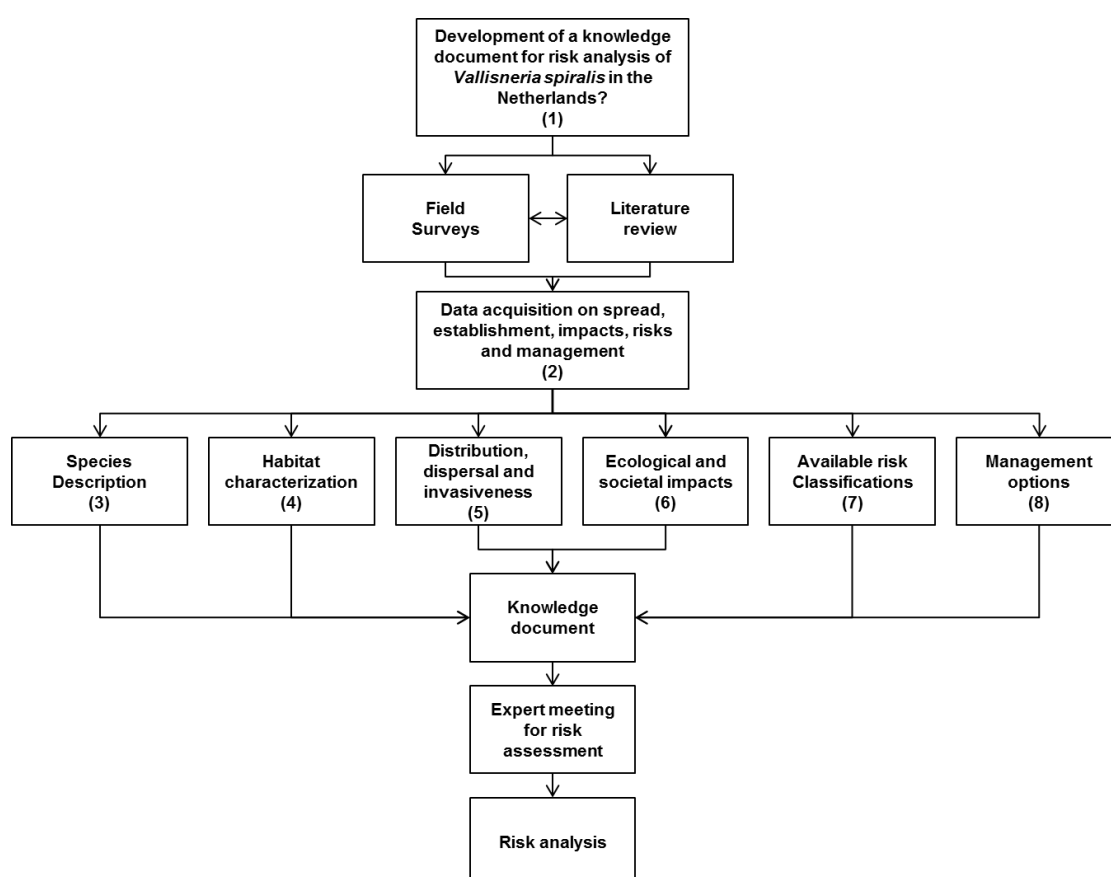 Development of a knowledge
document for risk analysis of
Vallisneria spiralis in the
Netherlands?
(1)
Field
Surveys
Literature
review
Data acquisition on spread,
establishment, impacts, risks
and management
(2)
Species
Description
(3)
Habitat
characterization
(4)
Distribution,
dispersal and
invasiveness
(5)
Ecological and
societal impacts
(6)
Available risk
Classifications
(7)
Management
options
(8)
Knowledge
document
Expert meeting
for risk
assessment
Risk analysis